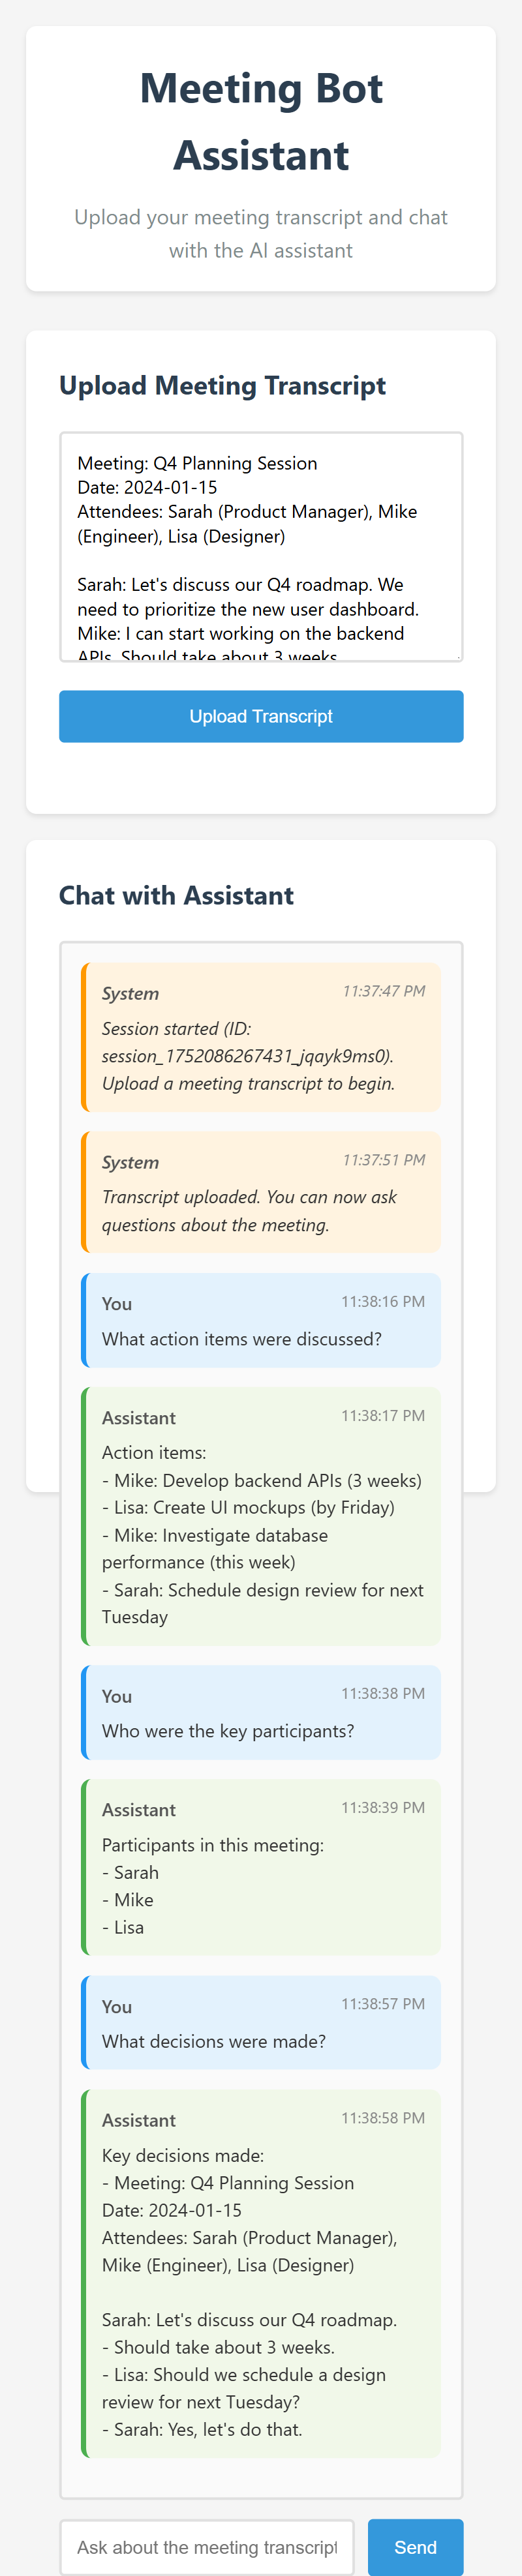 Meeting Bot
Assistant
Upload your meeting transcript and chat
with the AI assistant
Upload Meeting Transcript
Meeting: Q4 Planning Session
Date: 2024-01-15
Attendees: Sarah (Product Manager), Mike
(Engineer), Lisa (Designer)
Sarah: Let's discuss our Q4 roadmap. We
need to prioritize the new user dashboard.
Mike: I can start working on the backend
APIs. Should take about 3 weeks.
Upload Transcript
Chat with Assistant
System 11:37:47 PM
Session started (ID:
session_1752086267431_jqayk9ms0).
Upload a meeting transcript to begin.
System 11:37:51 PM
Transcript uploaded. You can now ask
questions about the meeting.
You 11:38:16 PM
What action items were discussed?
Assistant 11:38:17 PM
Action items:
- Mike: Develop backend APIs (3 weeks)
- Lisa: Create UI mockups (by Friday)
- Mike: Investigate database
performance (this week)
- Sarah: Schedule design review for next
Tuesday
You 11:38:38 PM
Who were the key participants?
Assistant 11:38:39 PM
Participants in this meeting:
- Sarah
- Mike
- Lisa
You 11:38:57 PM
What decisions were made?
Assistant 11:38:58 PM
Key decisions made:
- Meeting: Q4 Planning Session
Date: 2024-01-15
Attendees: Sarah (Product Manager),
Mike (Engineer), Lisa (Designer)
Sarah: Let's discuss our Q4 roadmap.
- Should take about 3 weeks.
- Lisa: Should we schedule a design
review for next Tuesday?
- Sarah: Yes, let's do that.
Ask about the meeting transcript
Send